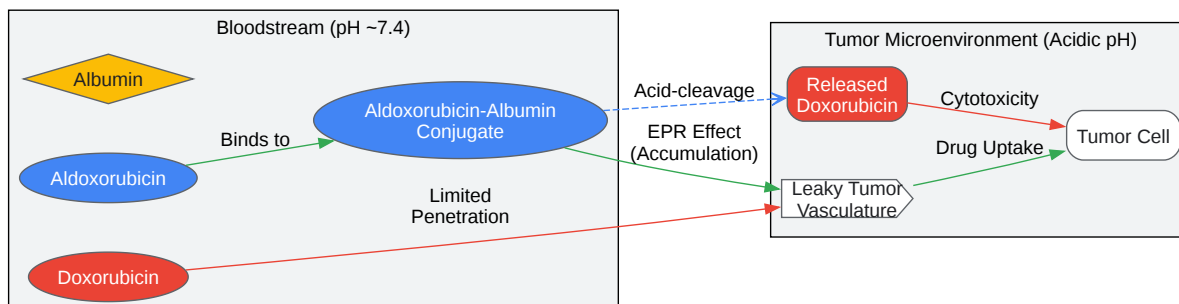 Bloodstream (pH ~7.4)
Albumin
Aldoxorubicin
Binds to
Aldoxorubicin-Albumin
Conjugate
Doxorubicin
Limited
Penetration
Acid-cleavage
EPR Effect
(Accumulation)
Tumor Microenvironment (Acidic pH)
Released
Doxorubicin
Cytotoxicity
Drug Uptake
Leaky Tumor
Vasculature
Tumor Cell